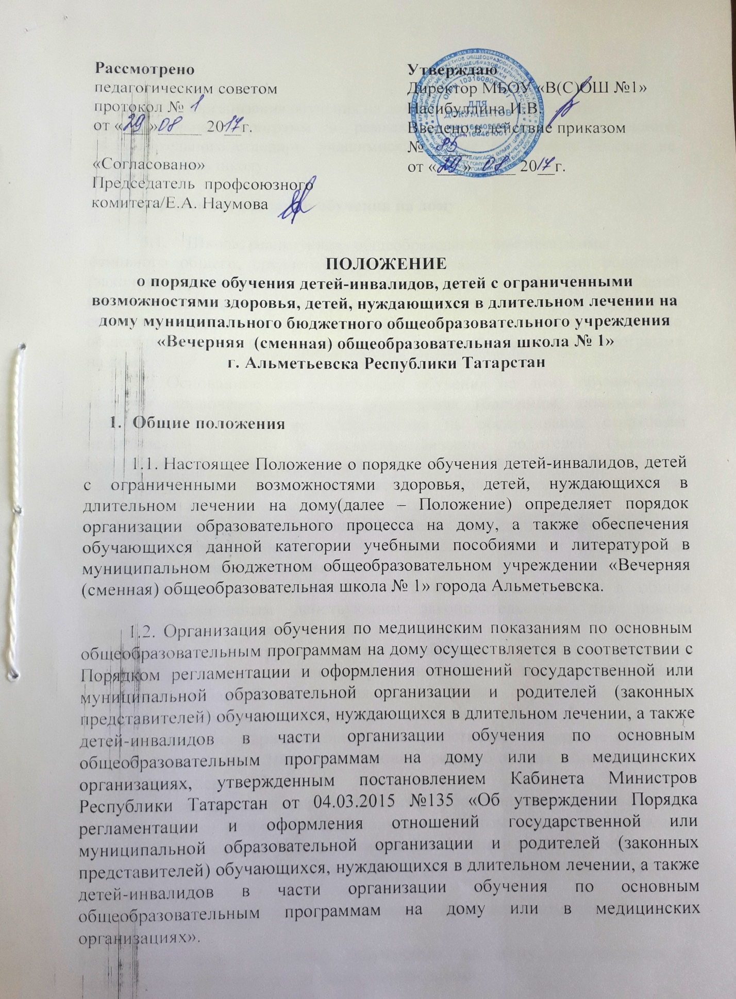 Рассмотрено
педагогическим советом
протокол № 1
от «29» 08 2017г.
«Согласовано»
Председатель профсоюзного
комитета/Е.А. Наумова
Утверждаю
Директор МБОУ «В(С)ОШ №1»
Насибуллина И.В.
Введено в действие приказом
№ 95
от «29» 08 2017г.
ДЛЯ
ДОКУМЕНТОВ
ПОЛОЖЕНИЕ
о порядке обучения детей-инвалидов, детей с ограниченными
возможностями здоровья, детей, нуждающихся в длительном лечении на
дому муниципального бюджетного общеобразовательного учреждения
«Вечерняя (сменная) общеобразовательная школа № 1»
г. Альметьевска Республики Татарстан
1. Общие положения
1.1. Настоящее Положение о порядке обучения детей-инвалидов, детей
с ограниченными возможностями здоровья, детей, нуждающихся в
длительном лечении на дому(далее – Положение) определяет порядок
организации образовательного процесса на дому, а также обеспечения
обучающихся данной категории учебными пособиями и литературой в
муниципальном бюджетном общеобразовательном учреждении «Вечерняя
(сменная) общеобразовательная школа № 1» города Альметьевска.
1.2. Организация обучения по медицинским показаниям по основным
общеобразовательным программам на дому осуществляется в соответствии с
Порядком регламентации и оформления отношений государственной или
муниципальной образовательной организации и родителей (законных
представителей) обучающихся, нуждающихся в длительном лечении, а также
детей-инвалидов в части организации обучения по основным
общеобразовательным программам на дому или в медицинских
организациях, утвержденным постановлением Кабинета Министров
Республики Татарстан от 04.03.2015 №135 «Об утверждении Порядка
регламентации и оформления отношений государственной или
муниципальной образовательной организации и родителей (законных
представителей) обучающихся, нуждающихся в длительном лечении, а также
детей-инвалидов в части организации обучения по основным
общеобразовательным программам на дому или в медицинских
организациях».